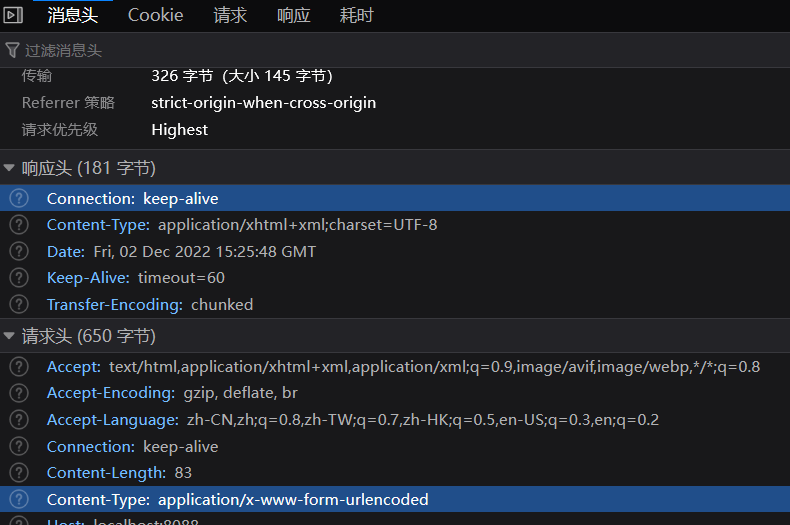 消息头 Cookie 请求 响应 耗时
过滤消息头
传输 326 字节 (大小 145 字节)
Referrer 策略 strict-origin-when-cross-origin
请求优先级 Highest
响应头 (181 字节)
Connection: keep-alive
Content-Type: application/xhtml+xml;charset=UTF-8
Date: Fri, 02 Dec 2022 15:25:48 GMT
Keep-Alive: timeout=60
Transfer-Encoding: chunked
请求头 (650 字节)
Accept: text/html,application/xhtml+xml,application/xml;q=0.9,image/avif,image/webp,*/*;q=0.8
Accept-Encoding: gzip, deflate, br
Accept-Language: zh-CN,zh;q=0.8,zh-TW;q=0.7,zh-HK;q=0.5,en-US;q=0.3,en;q=0.2
Connection: keep-alive
Content-Length: 83
Content-Type: application/x-www-form-urlencoded
Host: localhost:8088